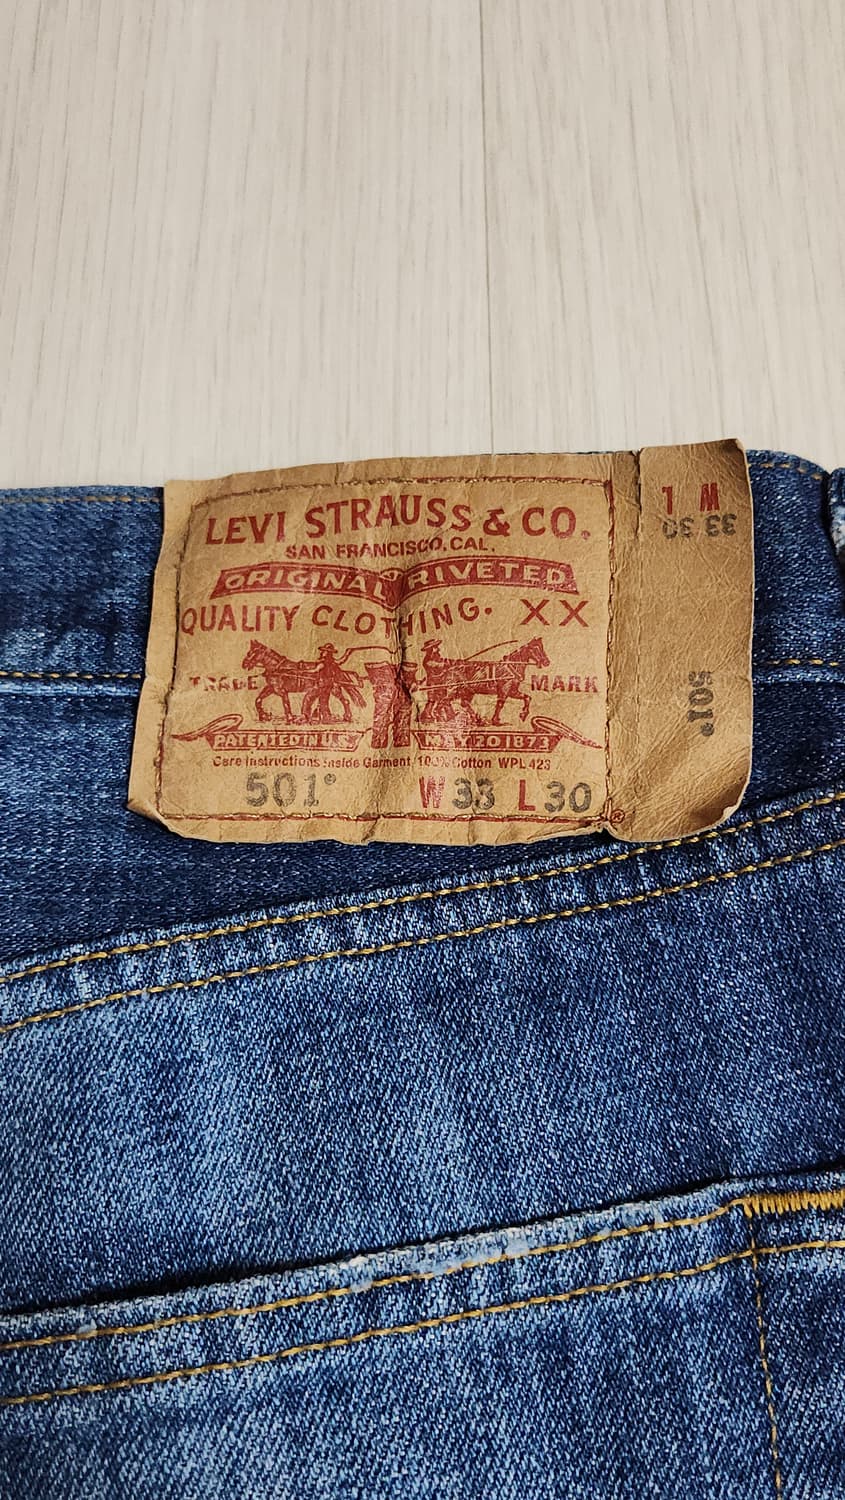 LEVI STRAUSS & CO.
SAN FRANCISCO, CAL.
ORIGINAL RIVETED
QUALITY CLOTHING. XX
TRADE MARK
PATENTED IN U.S. MAY 20 1873
Care Instructions Inside Garment 100% Cotton WPL 423
501° W33 L30
®
L W
30 33
501°